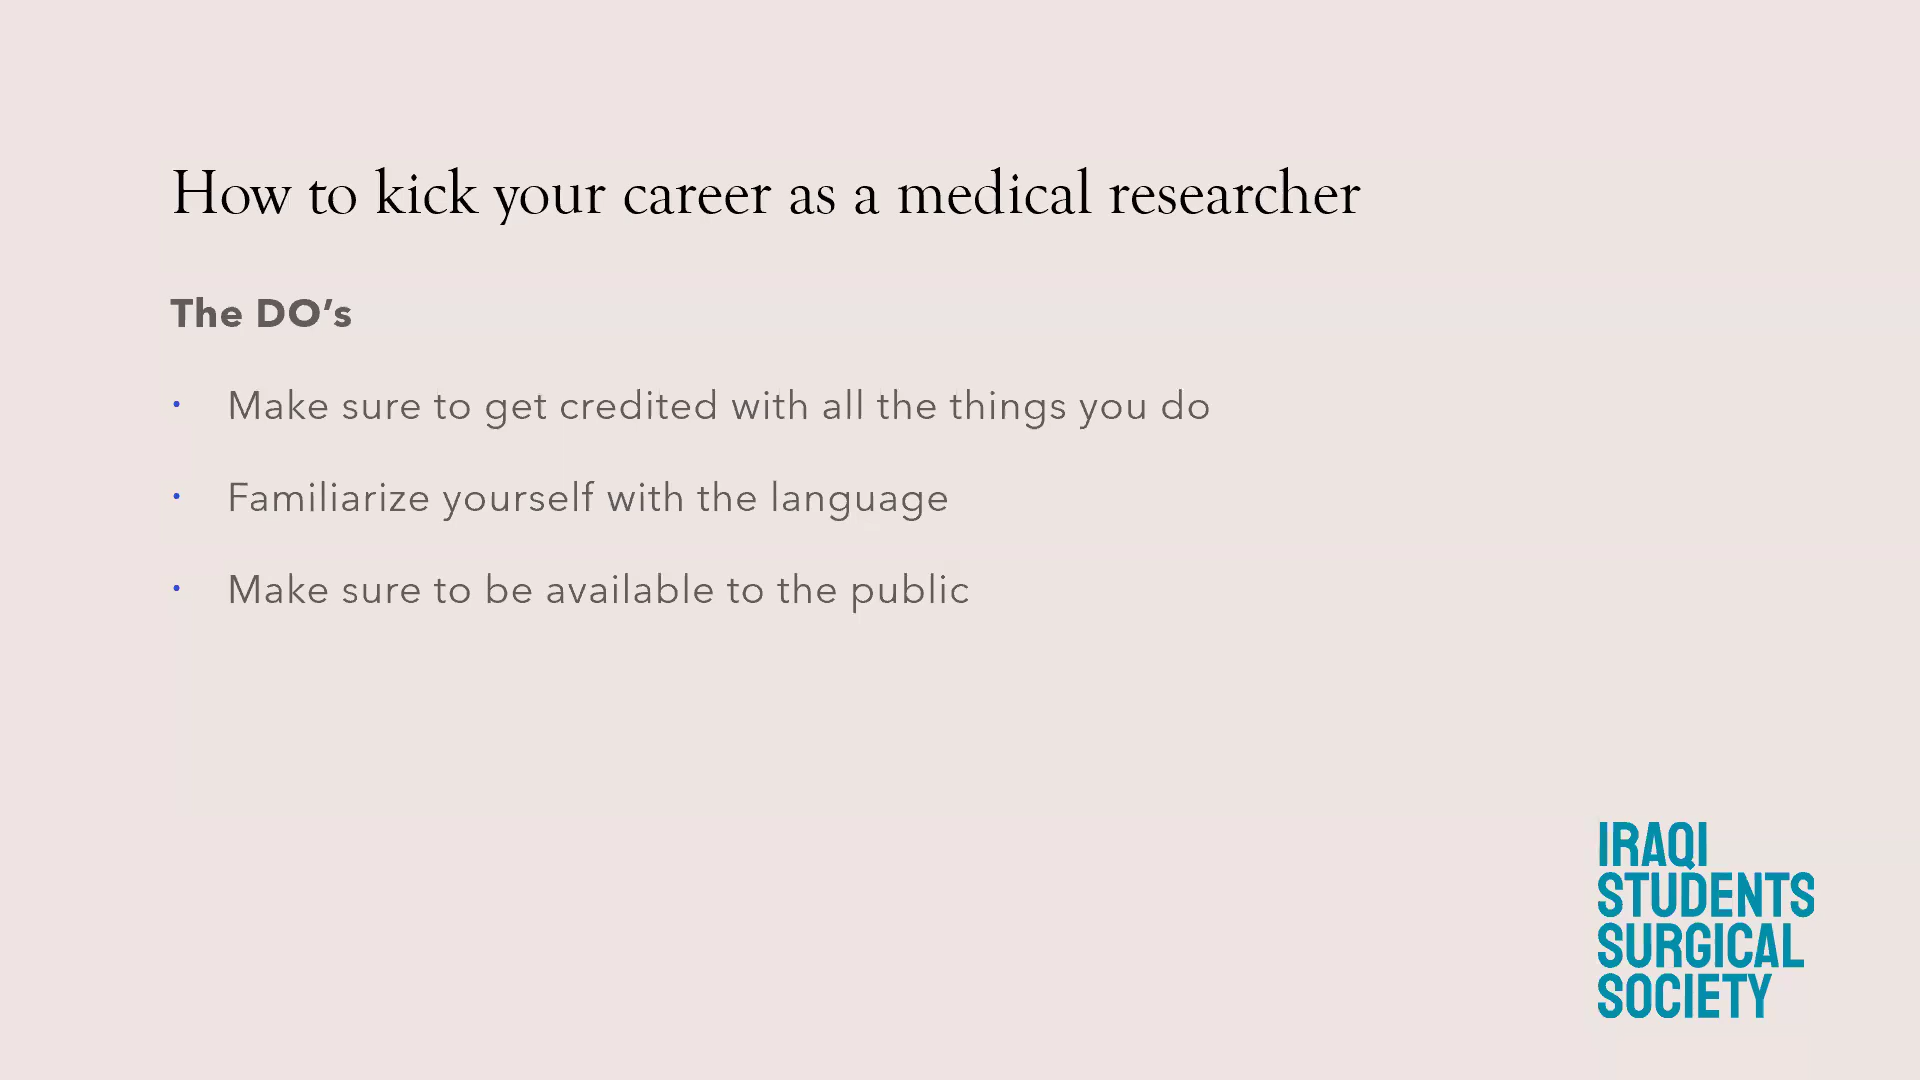 How to kick your career as a medical researcher
The DO’s
• Make sure to get credited with all the things you do
• Familiarize yourself with the language
• Make sure to be available to the public
IRAQI
STUDENTS
SURGICAL
SOCIETY